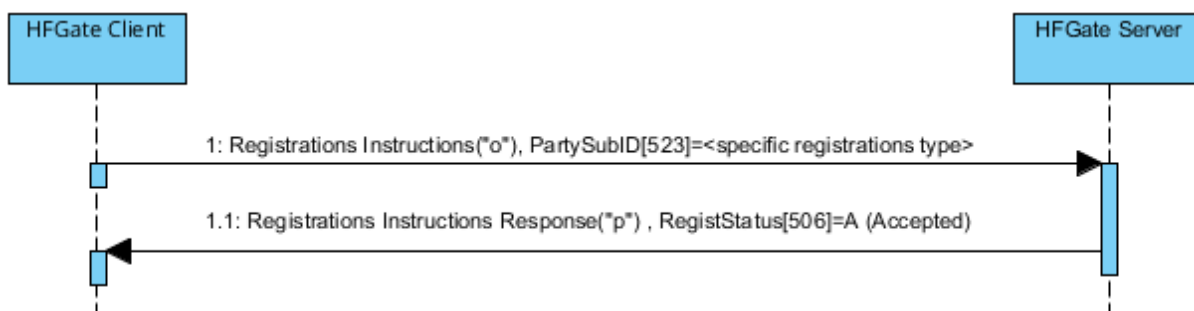 HFGate Client
HFGate Server
1: Registrations Instructions("o"), PartySubID[523]=<specific registrations type>
1.1: Registrations Instructions Response("p") , RegistStatus[506]=A (Accepted)